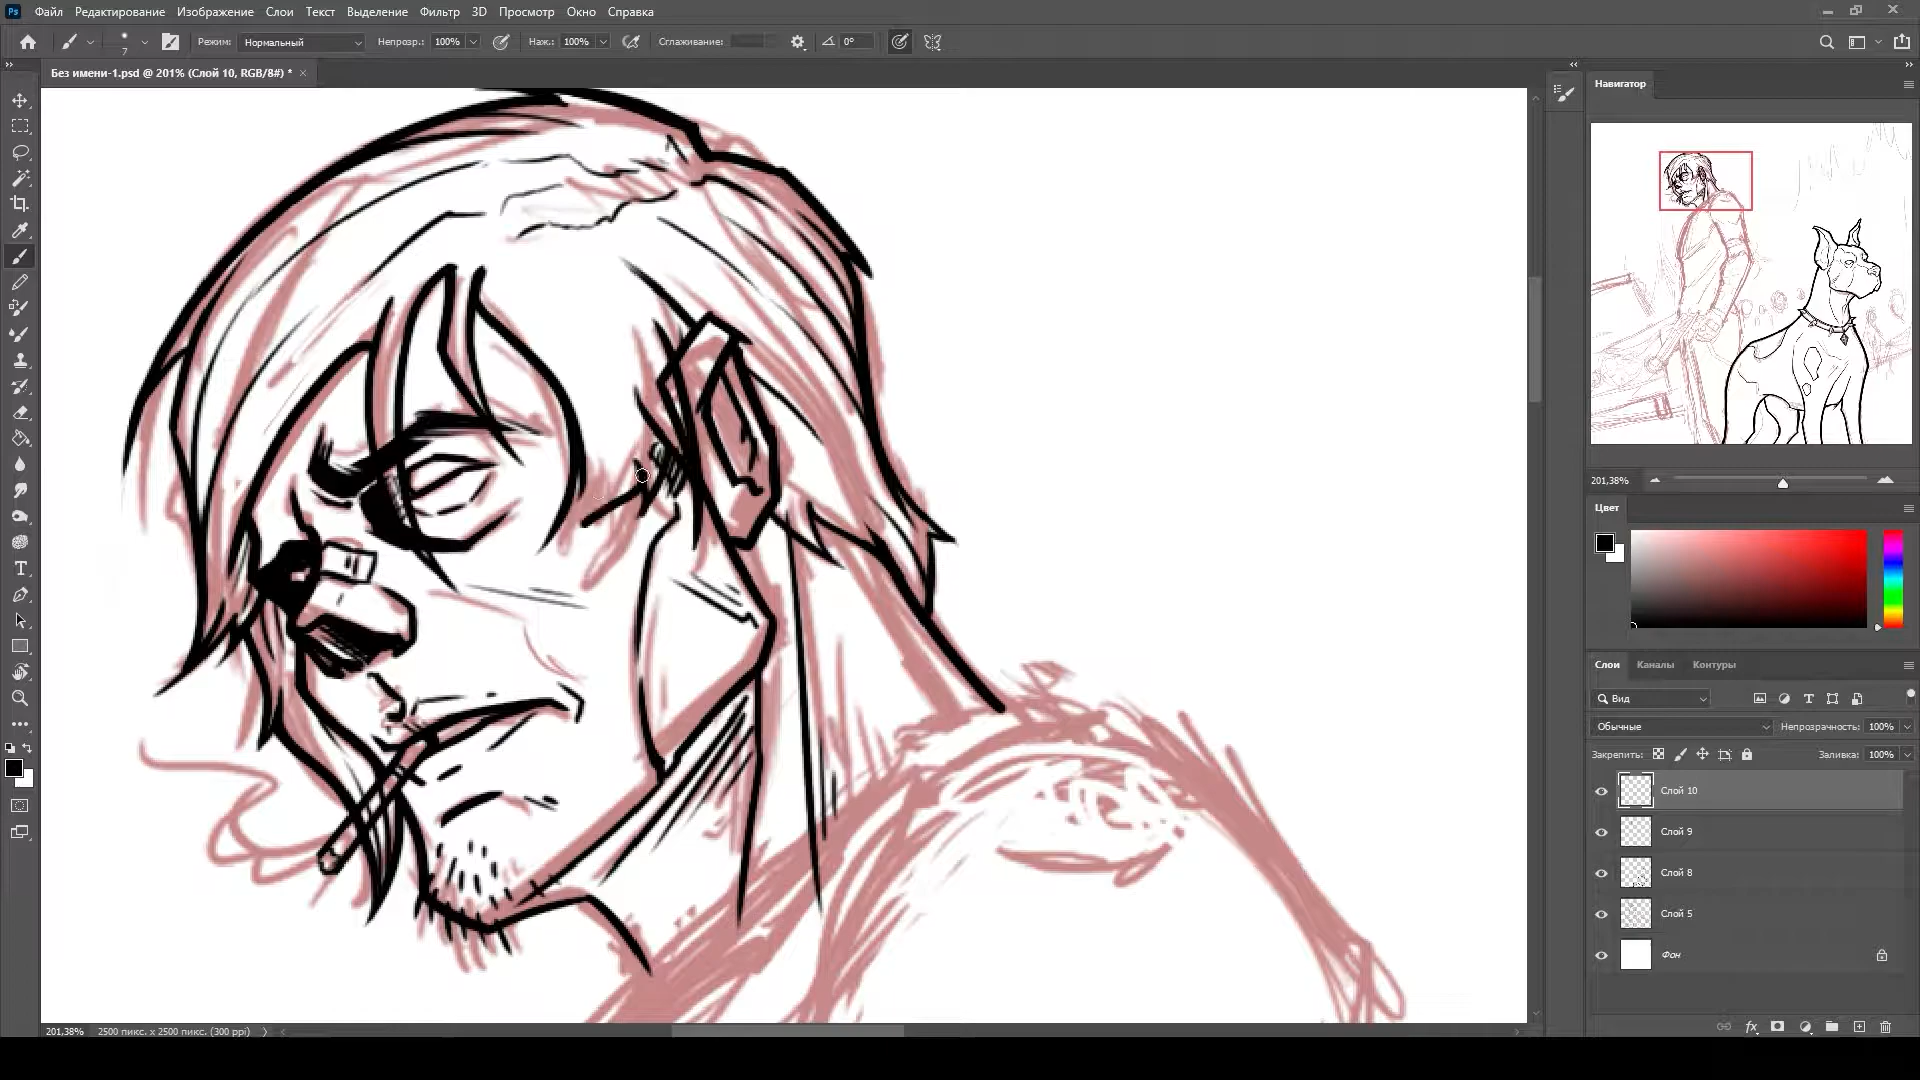 Ps Файл Редактирование Изображение Слои Текст Выделение Фильтр 3D Просмотр Окно Справка
7 Режим: Нормальный Непрозр.: 100% Наж.: 100% Сглаживание: 0°
Без имени-1.psd @ 201% (Слой 10, RGB/8#) * ×
Навигатор
201,38%
Цвет
Слои Каналы Контуры
Вид
Обычные Непрозрачность: 100%
Закрепить: Заливка: 100%
Слой 10
Слой 9
Слой 8
Слой 5
Фон
201,38% 2500 пикс. x 2500 пикс. (300 ppi)